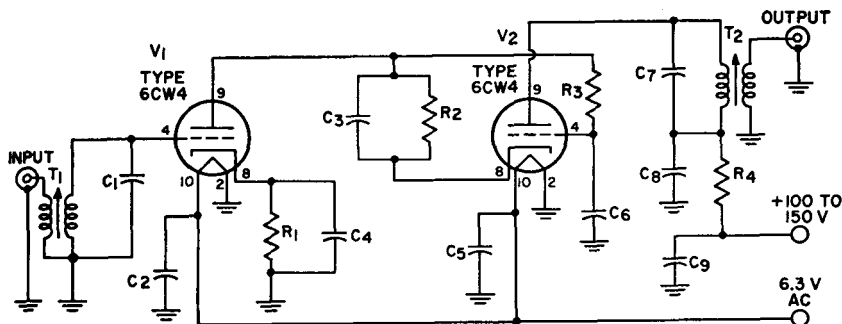 OUTPUT
V1
TYPE
6CW4
V2
TYPE
6CW4
T2
C7
R3
9
9
C3
R2
4
4
INPUT
T1
C1
10
2
8
8
10
2
C8
R4
+100 TO
150 V
R1
C4
C6
C2
C5
C9
6.3 V
AC